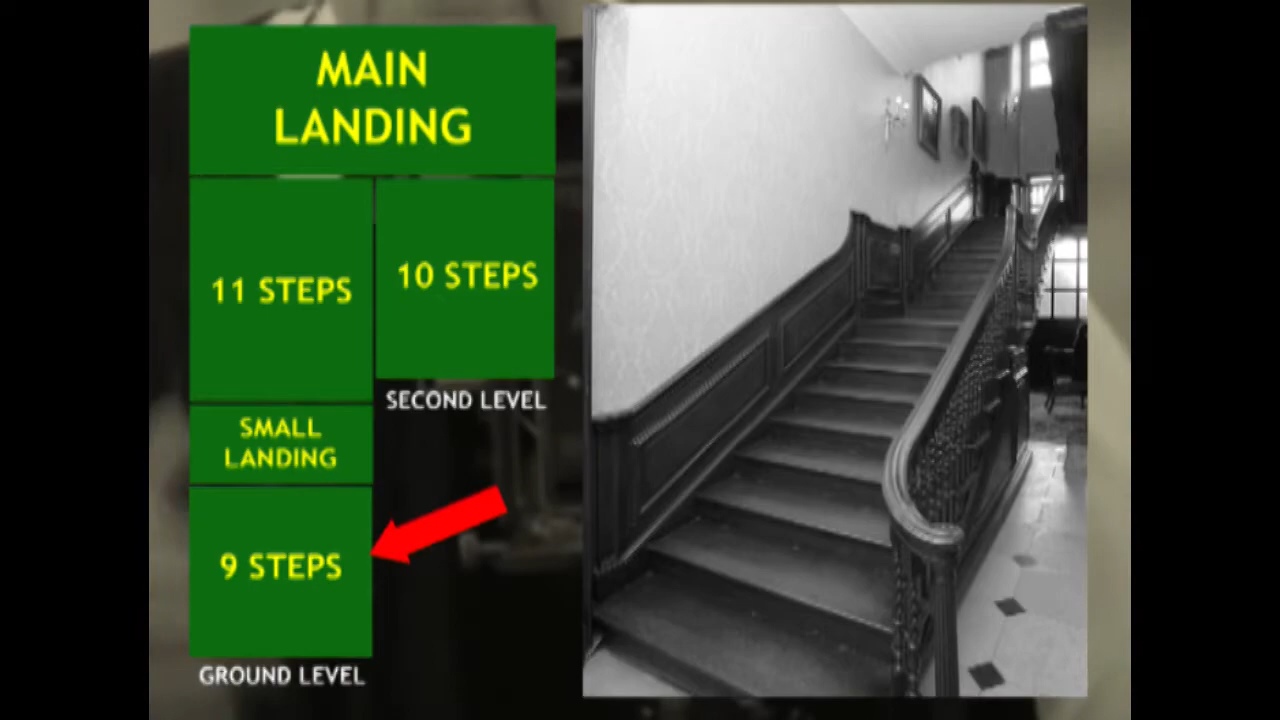 MAIN
LANDING
11 STEPS
10 STEPS
SECOND LEVEL
SMALL
LANDING
9 STEPS
GROUND LEVEL